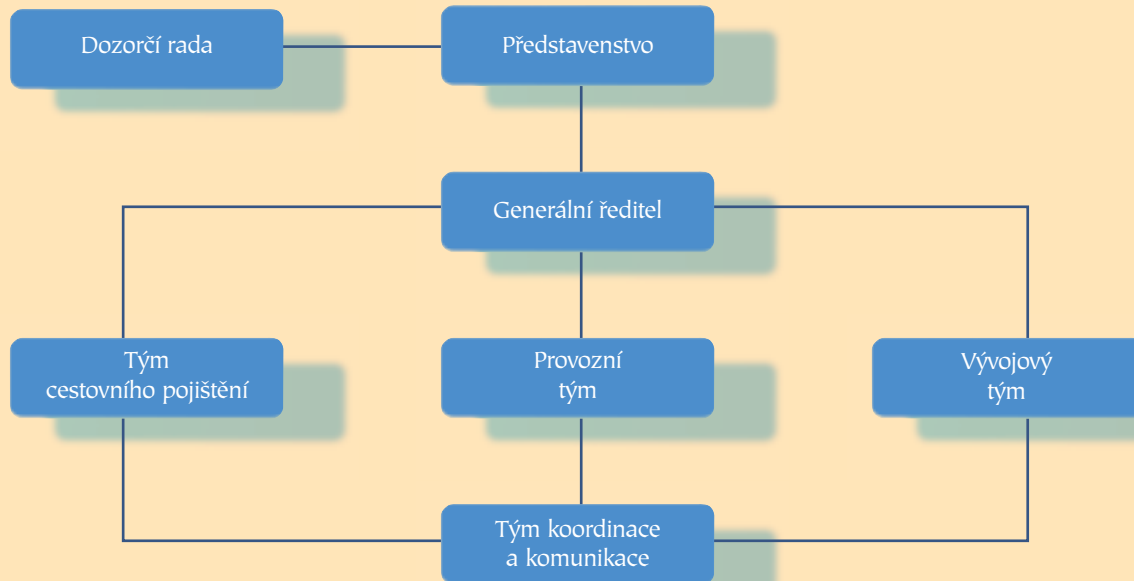 Dozorčí rada
Představenstvo
Generální ředitel
Tým
cestovního pojištění
Provozní
tým
Vývojový
tým
Tým koordinace
a komunikace